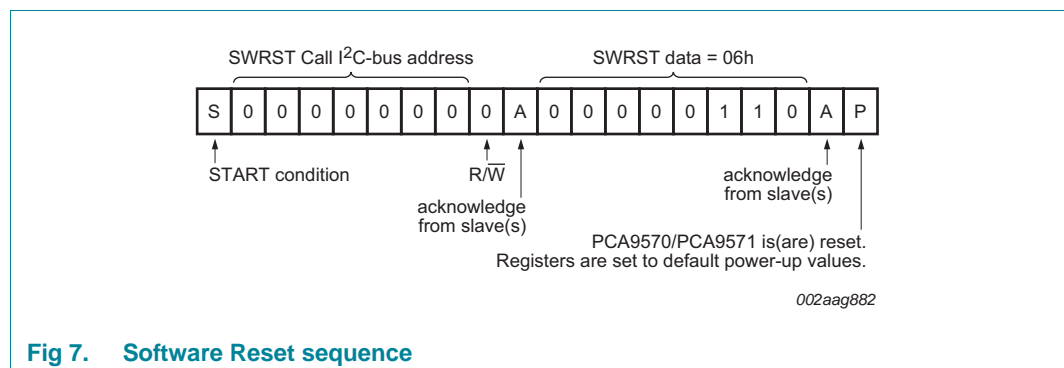 SWRST Call I2C-bus address SWRST data = 06h
S 0 0 0 0 0 0 0 0 A 0 0 0 0 0 1 1 0 A P
START condition R/W acknowledge
from slave(s)
acknowledge
from slave(s)
PCA9570/PCA9571 is(are) reset.
Registers are set to default power-up values.
002aag882
Fig 7. Software Reset sequence